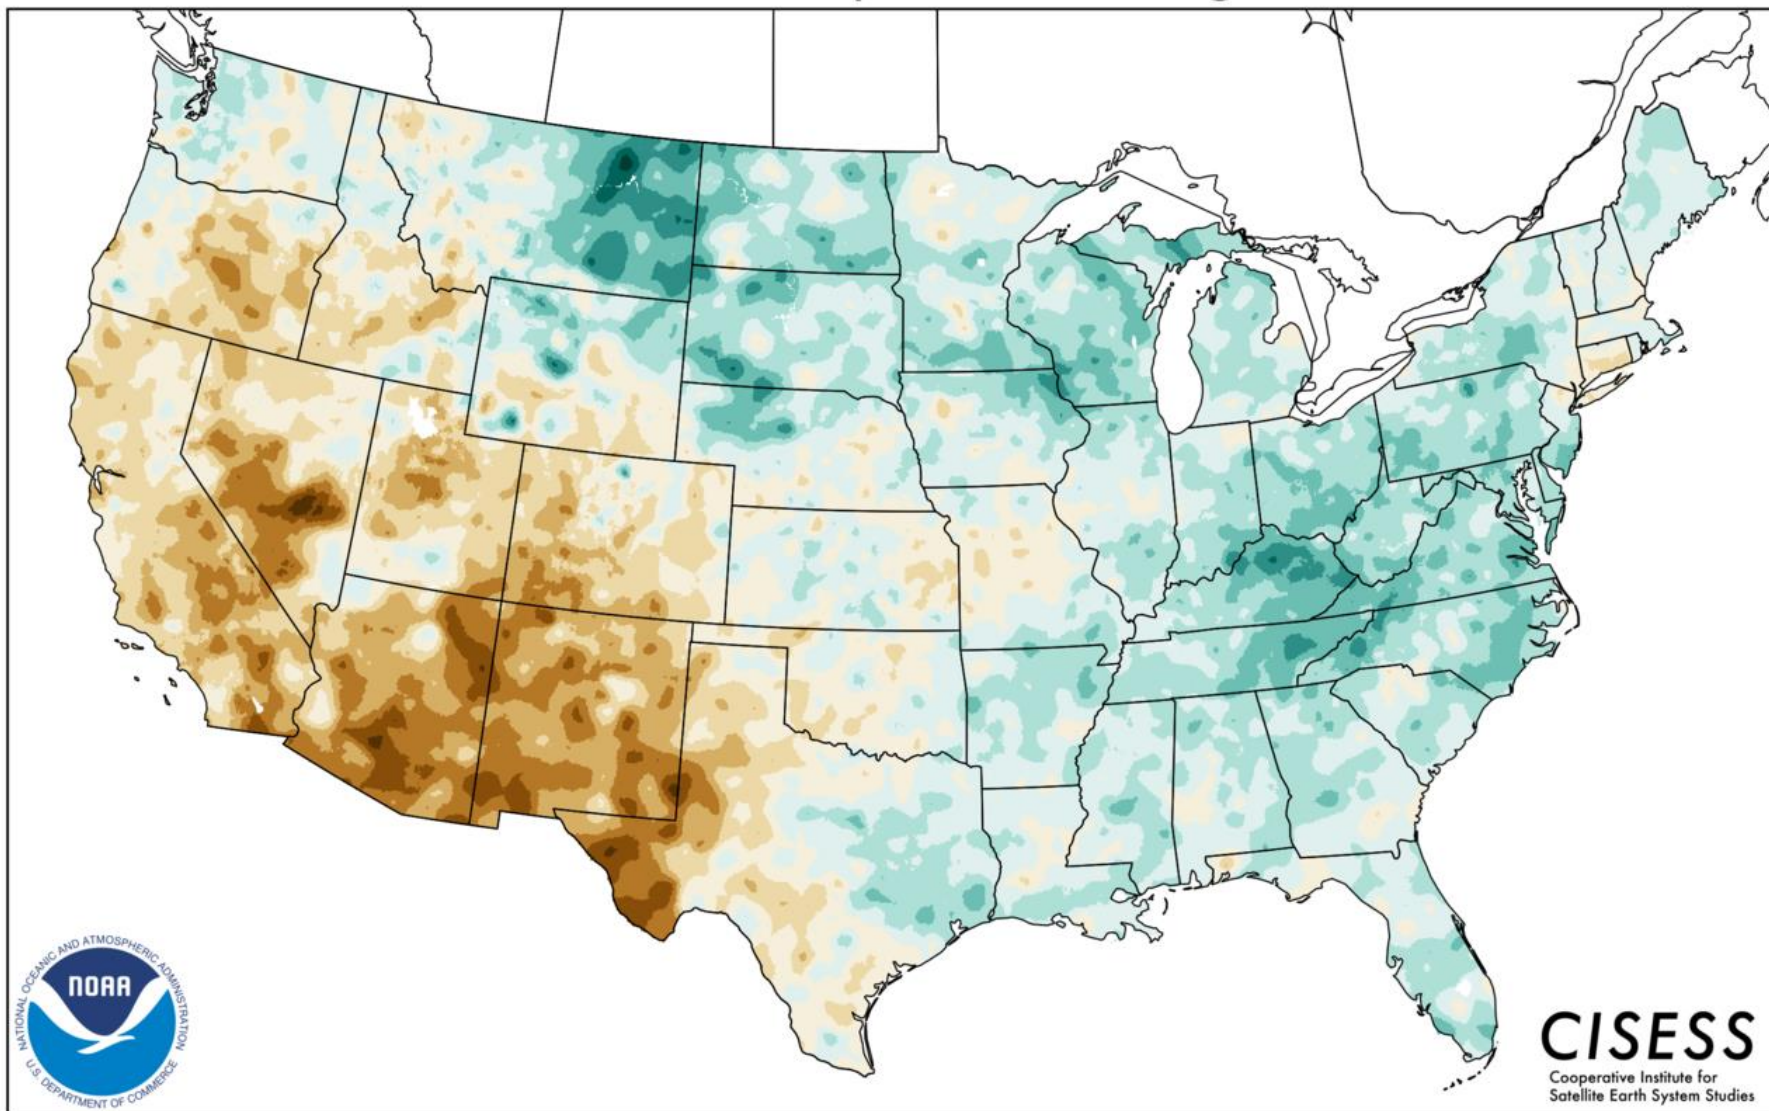 NATIONAL OCEANIC AND ATMOSPHERIC ADMINISTRATION
NOAA
U.S. DEPARTMENT OF COMMERCE
CISESS
Cooperative Institute for
Satellite Earth System Studies